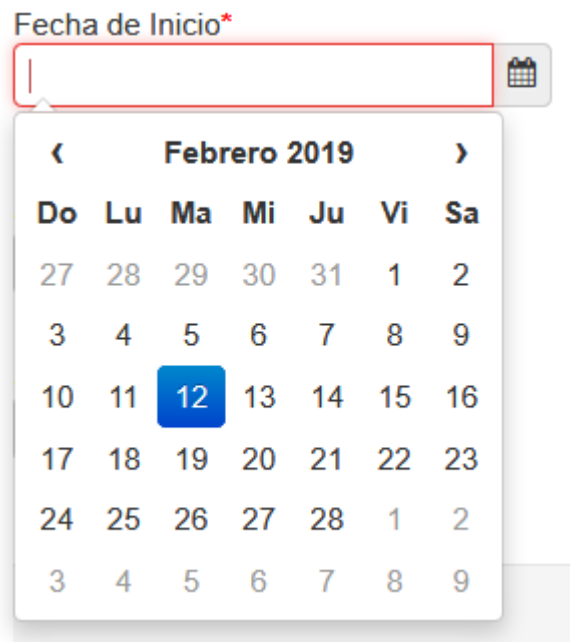 Fecha de Inicio*
‹ Febrero 2019 ›
Do Lu Ma Mi Ju Vi Sa
27 28 29 30 31 1 2
3 4 5 6 7 8 9
10 11 12 13 14 15 16
17 18 19 20 21 22 23
24 25 26 27 28 1 2
3 4 5 6 7 8 9